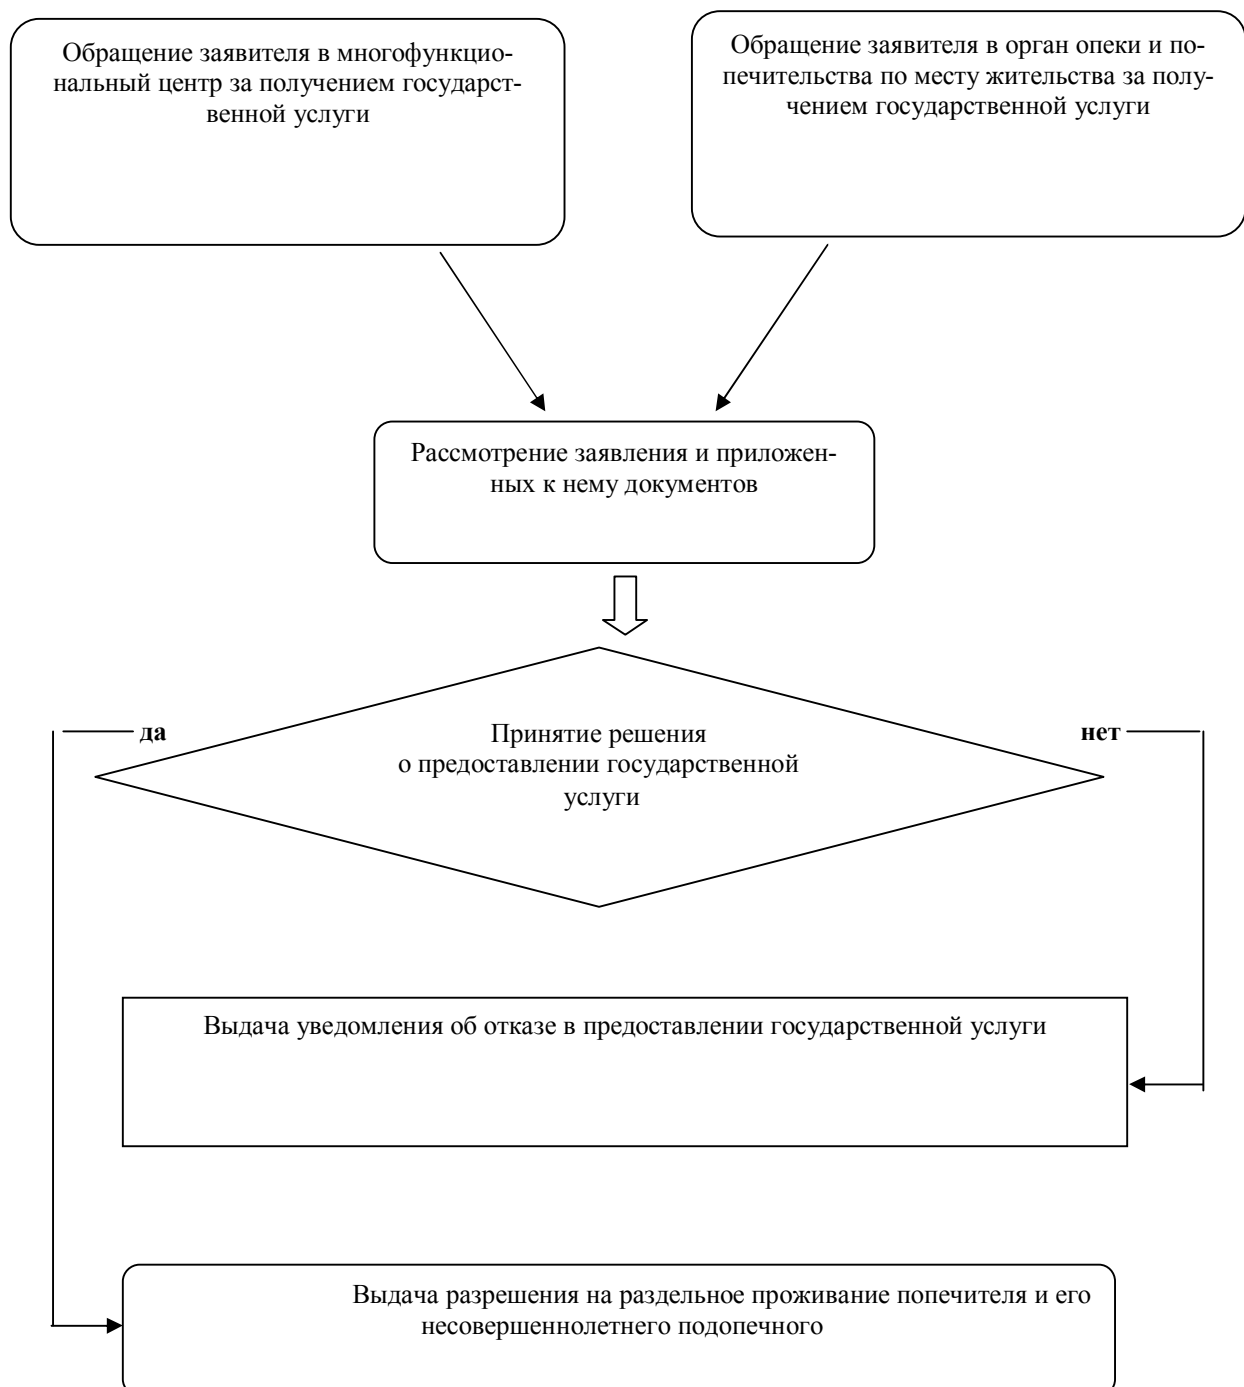 Обращение заявителя в многофункцио-
нальный центр за получением государст-
венной услуги
Обращение заявителя в орган опеки и по-
печительства по месту жительства за полу-
чением государственной услуги
Рассмотрение заявления и приложен-
ных к нему документов
да
нет
Принятие решения
о предоставлении государственной
услуги
Выдача уведомления об отказе в предоставлении государственной услуги
Выдача разрешения на раздельное проживание попечителя и его
несовершеннолетнего подопечного